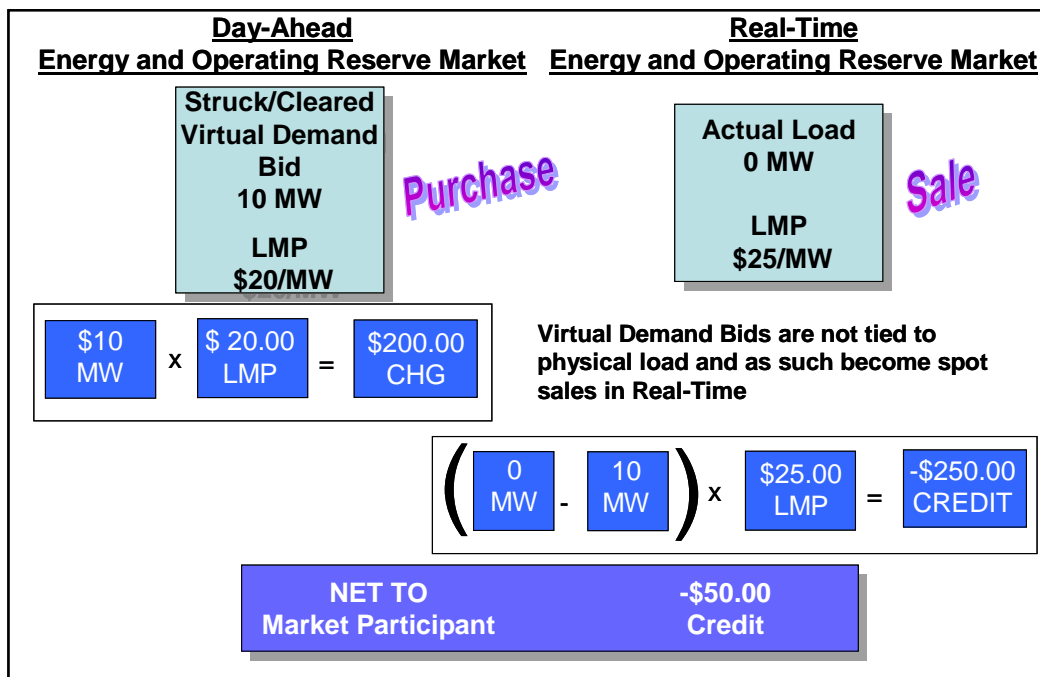 Day-Ahead
Energy and Operating Reserve Market
Struck/Cleared
Virtual Demand
Bid
10 MW
LMP
$20/MW
Purchase
Real-Time
Energy and Operating Reserve Market
Actual Load
0 MW
LMP
$25/MW
Sale
$10
MW
x
$ 20.00
LMP
=
$200.00
CHG
Virtual Demand Bids are not tied to
physical load and as such become spot
sales in Real-Time
(
0
MW
-
10
MW
)
x
$25.00
LMP
=
-$250.00
CREDIT
NET TO
Market Participant
-$50.00
Credit